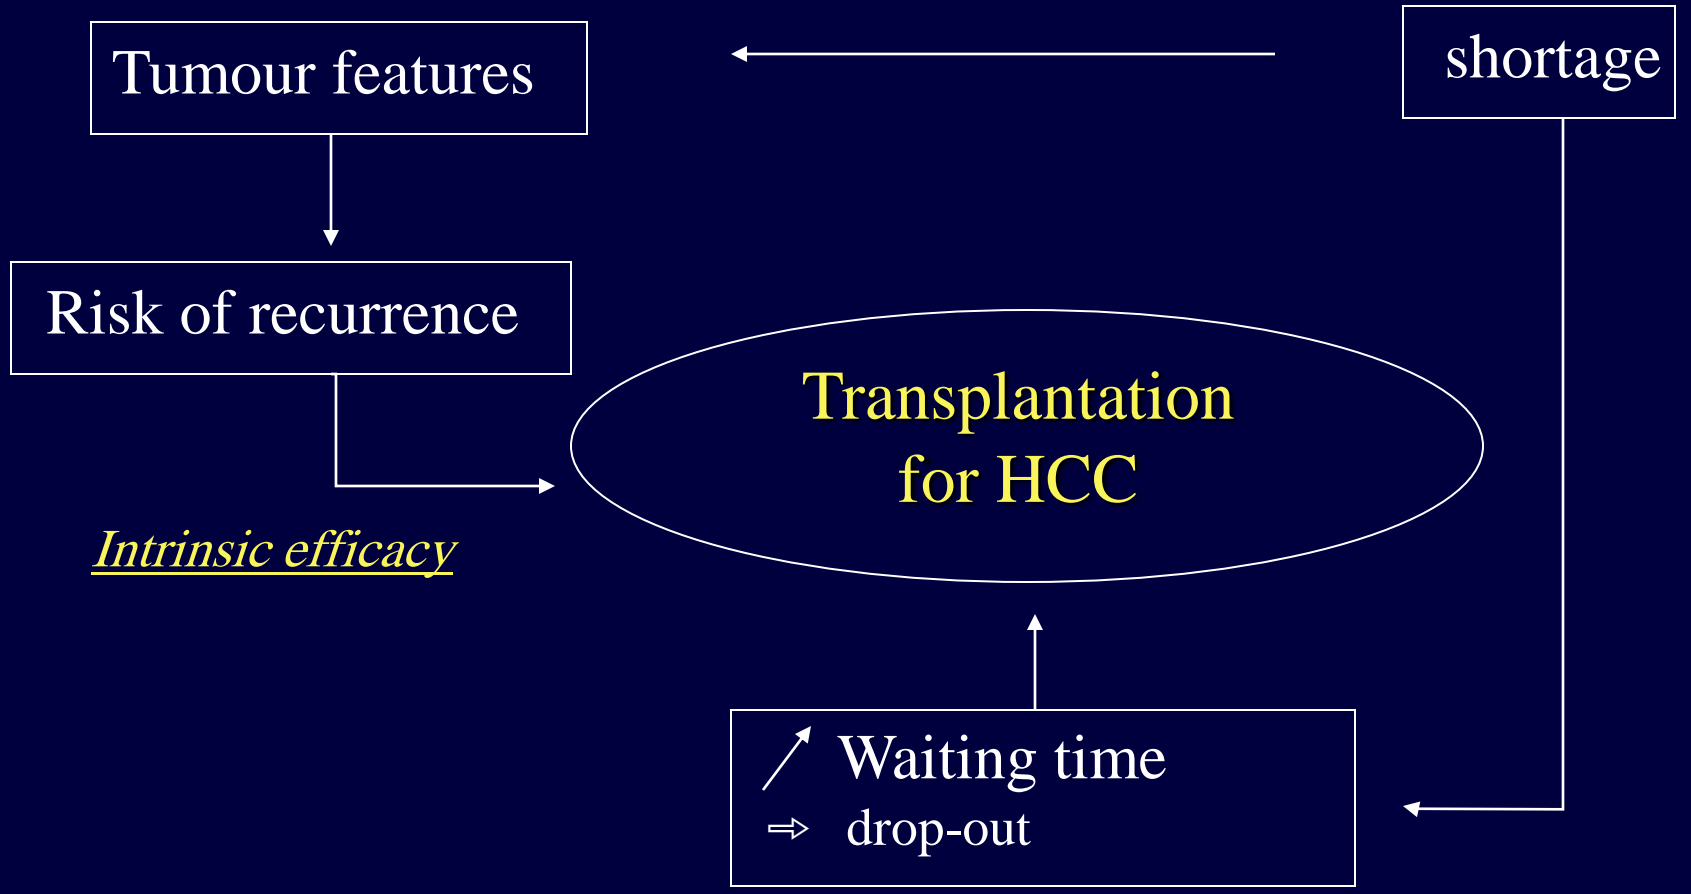 Tumour features
shortage
Risk of recurrence
Transplantation
for HCC
Intrinsic efficacy
Waiting time
drop-out